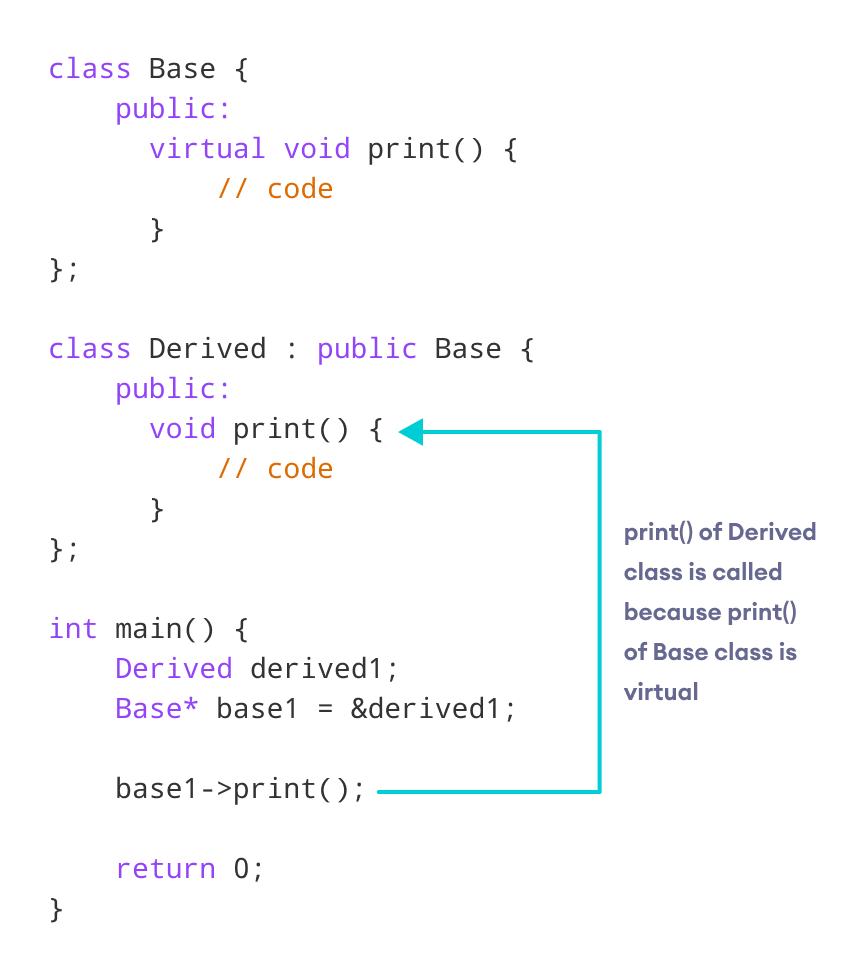 class Base {
    public:
      virtual void print() {
          // code
      }
};
class Derived : public Base {
    public:
      void print() {
          // code
      }
};
int main() {
    Derived derived1;
    Base* base1 = &derived1;
    base1->print();
    return 0;
}
print() of Derived
class is called
because print()
of Base class is
virtual